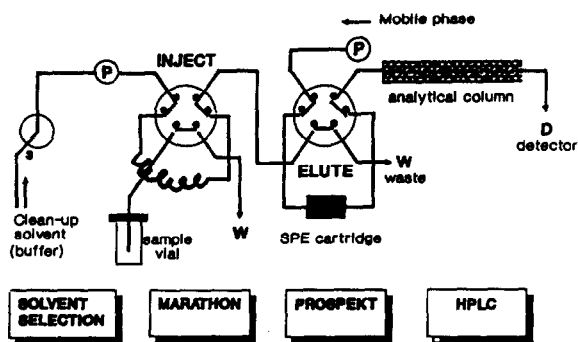 Mobile phase
P
INJECT
P
analytical column
3
D
detector
ELUTE
W
waste
Clean-up
solvent
(buffer)
sample
vial
W
SPE cartridge
SOLVENT
SELECTION
MARATHON
PROSPEKT
HPLC